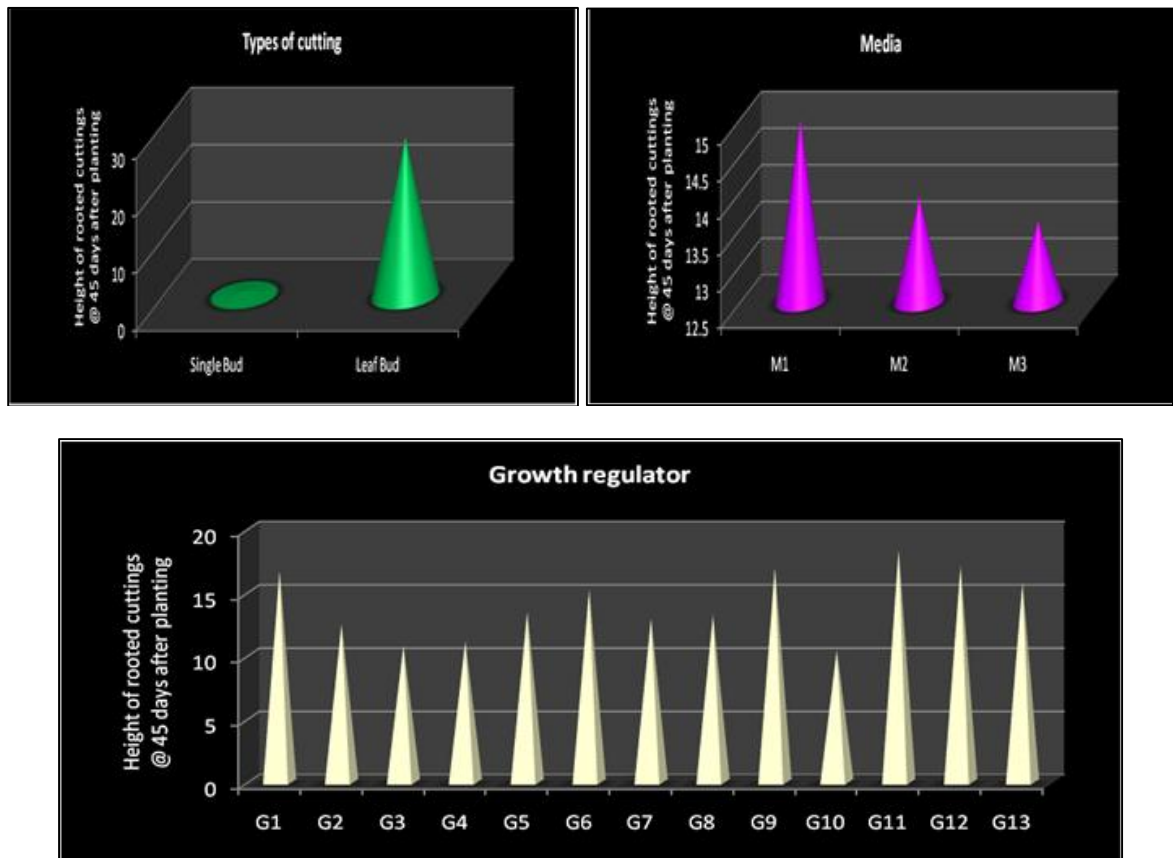 Types of cutting
Height of rooted cuttings
@ 45 days after planting
30
20
10
0
Single Bud
Leaf Bud
Media
Height of rooted cuttings
@ 45 days after planting
15
14.5
14
13.5
13
12.5
M1
M2
M3
Growth regulator
Height of rooted cuttings
@ 45 days after planting
20
15
10
5
0
G1 G2 G3 G4 G5 G6 G7 G8 G9 G10 G11 G12 G13